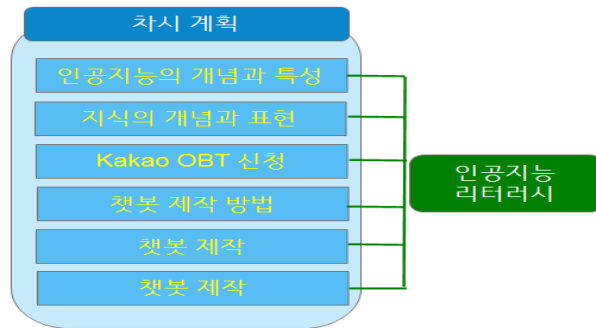 차시 계획
인공지능의 개념과 특성
지식의 개념과 표현
Kakao OBT 신청
챗봇 제작 방법
챗봇 제작
챗봇 제작
인공지능
리터러시